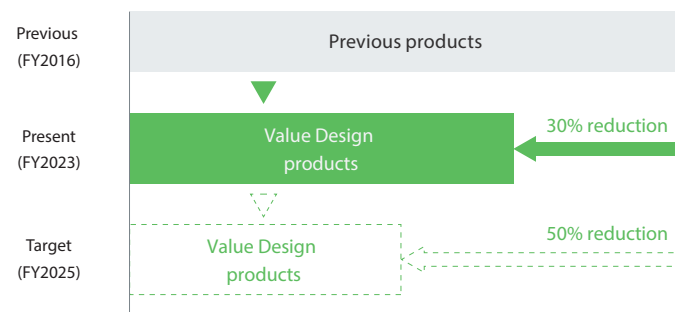 Previous
(FY2016)
Previous products
Present
(FY2023)
Value Design
products
30% reduction
Target
(FY2025)
Value Design
products
50% reduction